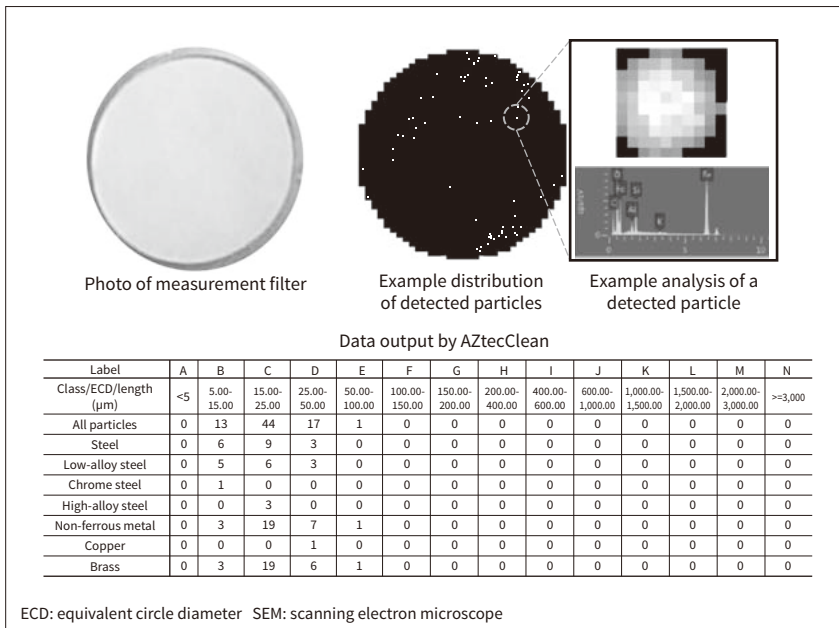 Photo of measurement filter
Example distribution
of detected particles
Example analysis of a
detected particle
Fe
0 5 10
Data output by AZtecClean
Label A B C D E F G H I J K L M N
Class/ECD/length (μm) <5 5.00-15.00 15.00-25.00 25.00-50.00 50.00-100.00 100.00-150.00 150.00-200.00 200.00-400.00 400.00-600.00 600.00-1,000.00 1,000.00-1,500.00 1,500.00-2,000.00 2,000.00-3,000.00 >=3,000
All particles 0 13 44 17 1 0 0 0 0 0 0 0 0 0
Steel 0 6 9 3 0 0 0 0 0 0 0 0 0 0
Low-alloy steel 0 5 6 3 0 0 0 0 0 0 0 0 0 0
Chrome steel 0 1 0 0 0 0 0 0 0 0 0 0 0 0
High-alloy steel 0 0 3 0 0 0 0 0 0 0 0 0 0 0
Non-ferrous metal 0 3 19 7 1 0 0 0 0 0 0 0 0 0
Copper 0 0 0 1 0 0 0 0 0 0 0 0 0 0
Brass 0 3 19 6 1 0 0 0 0 0 0 0 0 0
ECD: equivalent circle diameter SEM: scanning electron microscope